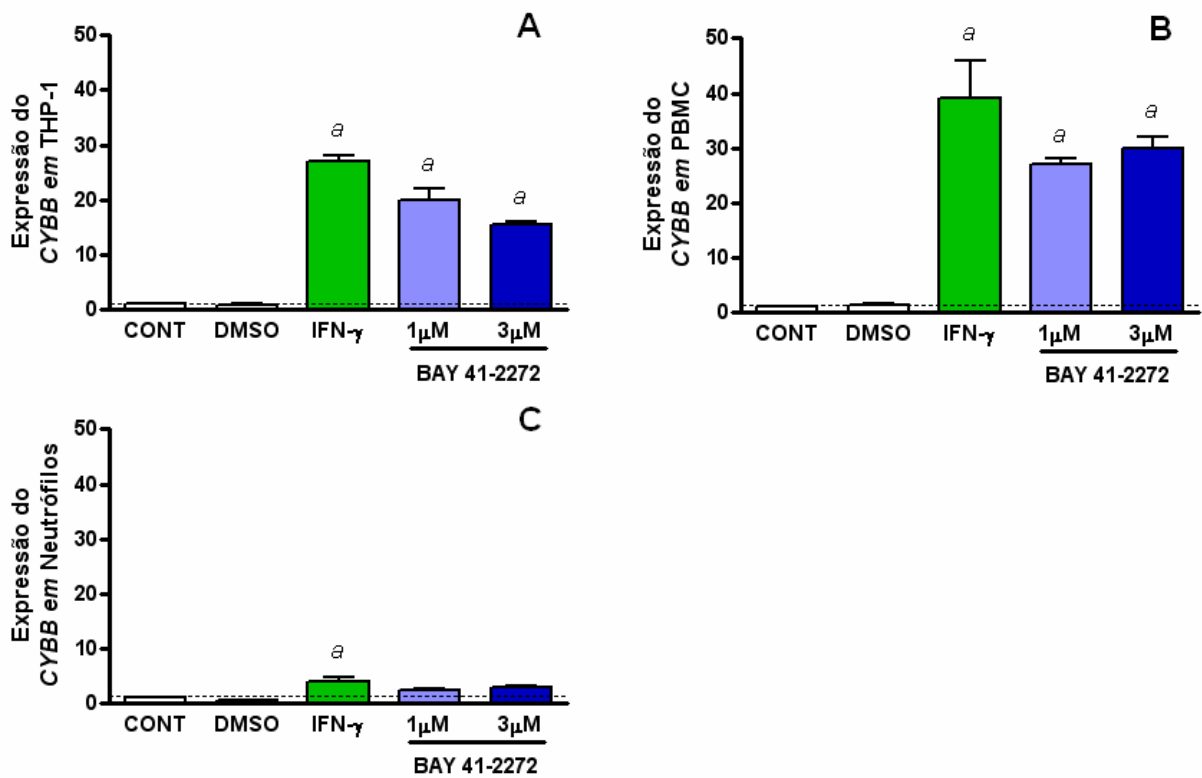 A
Expressão do
CYBB em THP-1
50
40
30
20
10
0
a
a
a
CONT DMSO IFN-γ 1µM 3µM
BAY 41-2272
B
Expressão do
CYBB em PBMC
50
40
30
20
10
0
a
a
a
CONT DMSO IFN-γ 1µM 3µM
BAY 41-2272
C
Expressão do
CYBB em Neutrófilos
50
40
30
20
10
0
a
CONT DMSO IFN-γ 1µM 3µM
BAY 41-2272